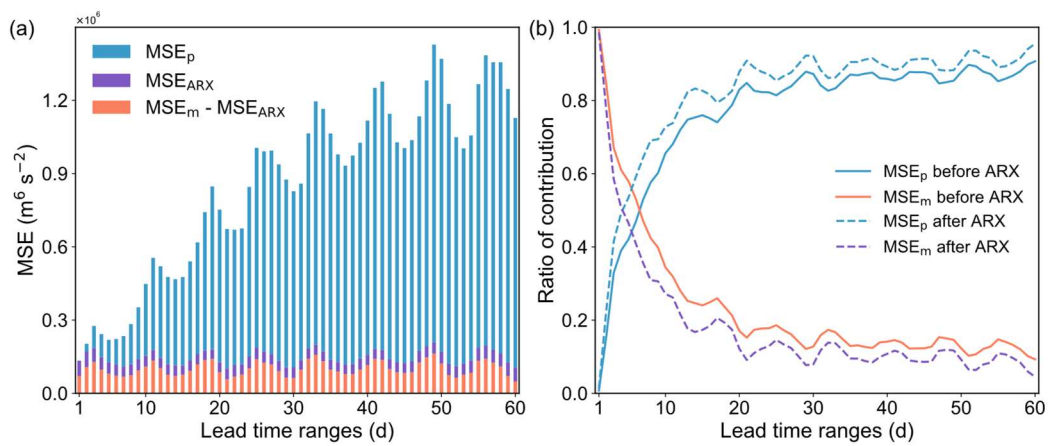 (a)
×10⁶
MSEₚ
MSE_ARX
MSEₘ - MSE_ARX
MSE (m⁶ s⁻²)
1.2
0.9
0.6
0.3
0.0
1 10 20 30 40 50 60
Lead time ranges (d)
(b)
Ratio of contribution
1.0
0.8
0.6
0.4
0.2
0.0
MSEₚ before ARX
MSEₘ before ARX
MSEₚ after ARX
MSEₘ after ARX
1 10 20 30 40 50 60
Lead time ranges (d)